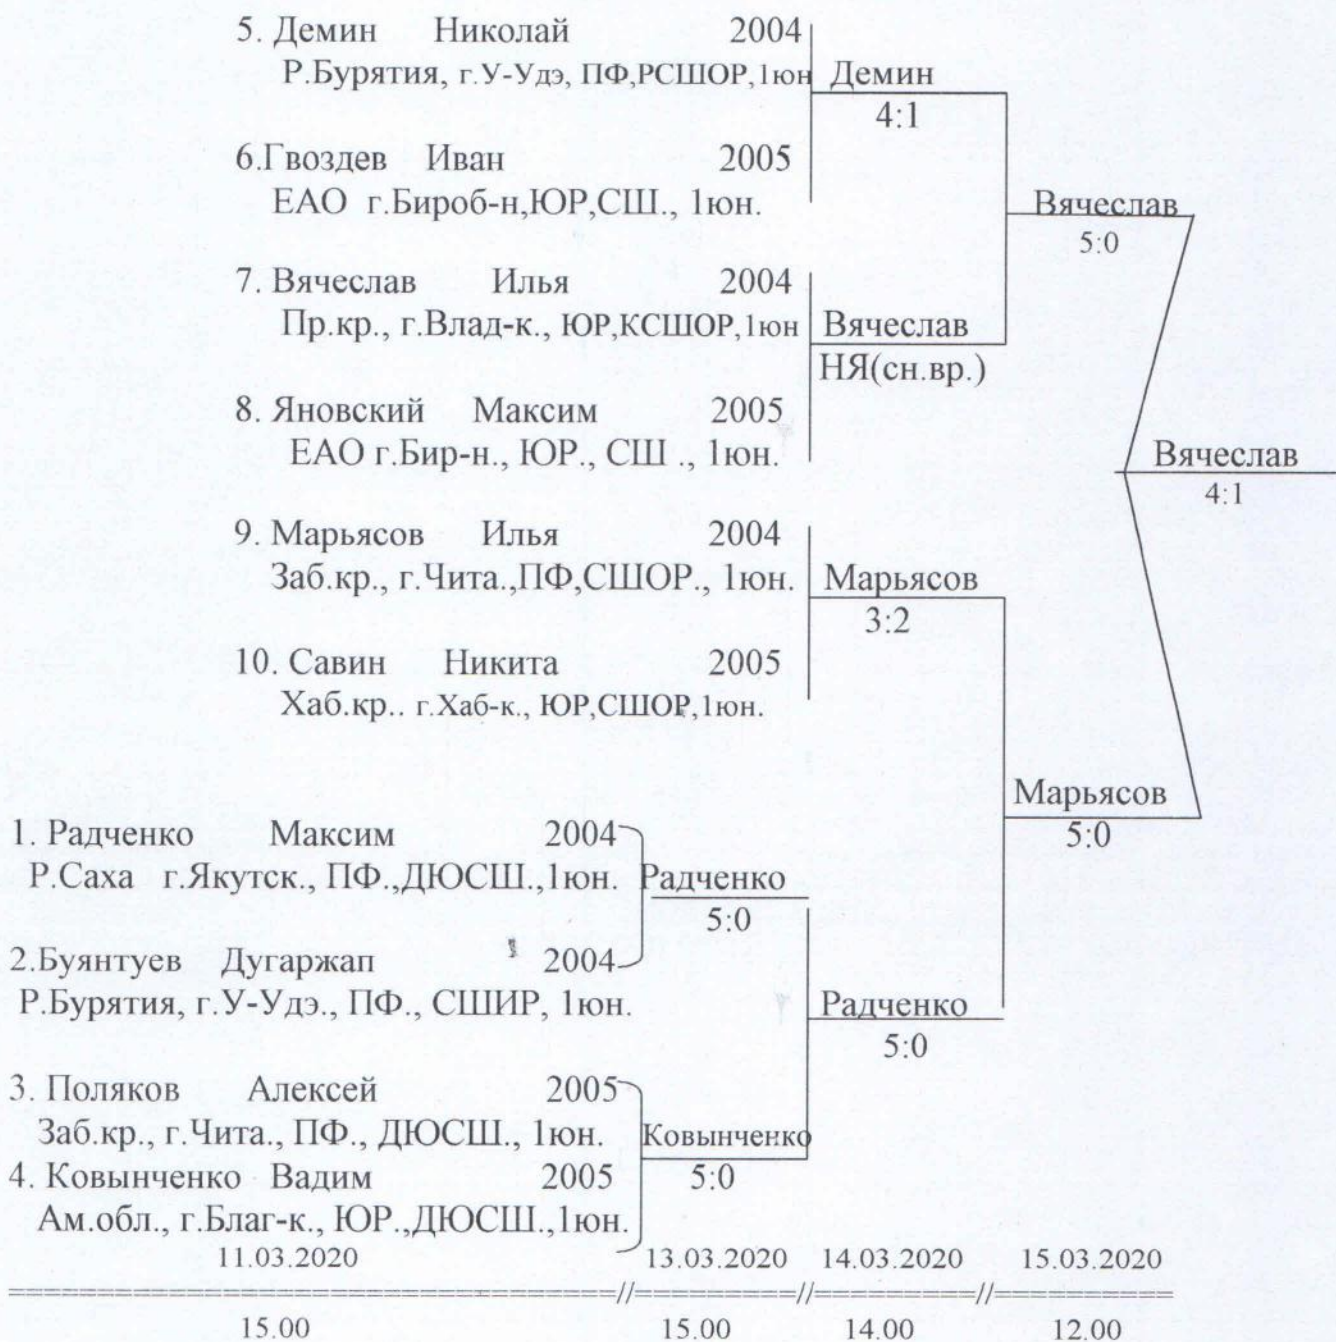 5. Демин Николай 2004
Р.Бурятия, г.У-Удэ, ПФ,РСШОР,1юн
Демин
4:1
6.Гвоздев Иван 2005
ЕАО г.Бироб-н,ЮР,СШ., 1юн.
Вячеслав
5:0
7. Вячеслав Илья 2004
Пр.кр., г.Влад-к., ЮР,КСШОР,1юн
Вячеслав
НЯ(сн.вр.)
8. Яновский Максим 2005
ЕАО г.Бир-н., ЮР., СШ ., 1юн.
Вячеслав
4:1
9. Марьясов Илья 2004
Заб.кр., г.Чита.,ПФ,СШОР., 1юн.
Марьясов
3:2
10. Савин Никита 2005
Хаб.кр.. г.Хаб-к., ЮР,СШОР,1юн.
Марьясов
5:0
1. Радченко Максим 2004
Р.Саха г.Якутск., ПФ.,ДЮСШ.,1юн.
Радченко
5:0
2.Буянтуев Дугаржап 2004
Р.Бурятия, г.У-Удэ., ПФ., СШИР, 1юн.
Радченко
5:0
3. Поляков Алексей 2005
Заб.кр., г.Чита., ПФ., ДЮСШ., 1юн.
Ковынченко
5:0
4. Ковынченко Вадим 2005
Ам.обл., г.Благ-к., ЮР.,ДЮСШ.,1юн.
11.03.2020 13.03.2020 14.03.2020 15.03.2020
15.00 15.00 14.00 12.00